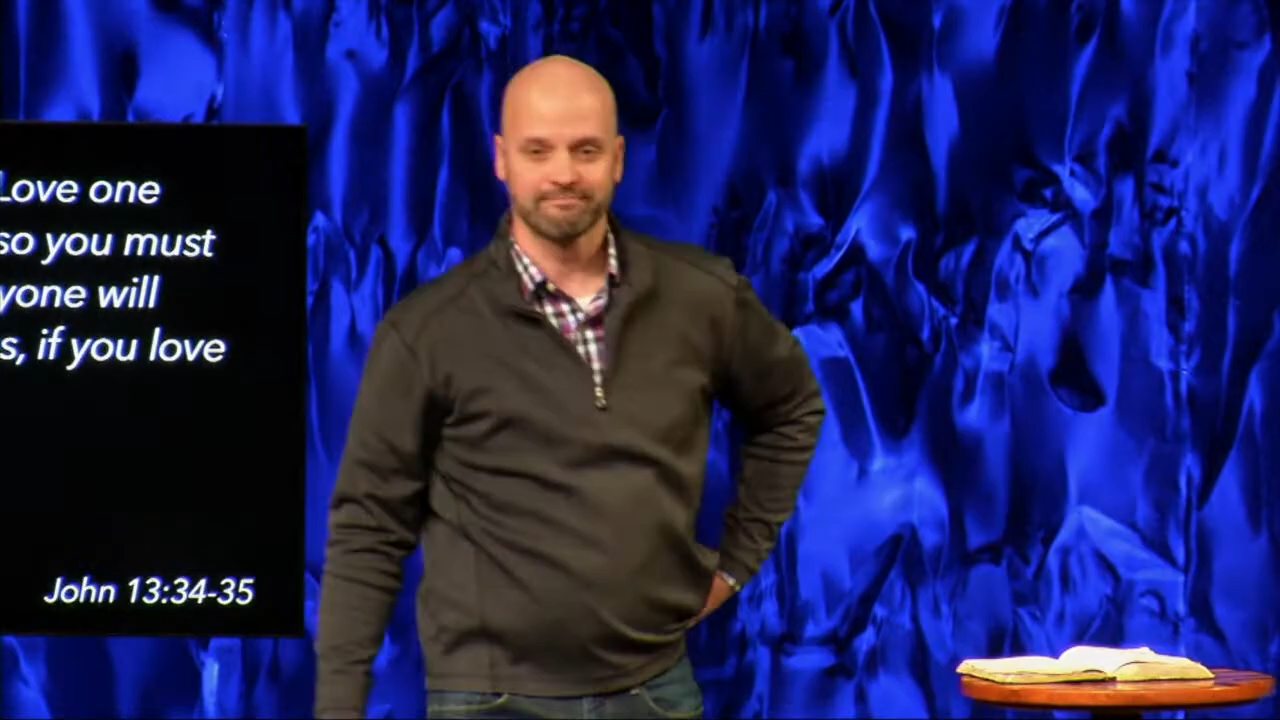 Love one
so you must
yone will
s, if you love
John 13:34-35